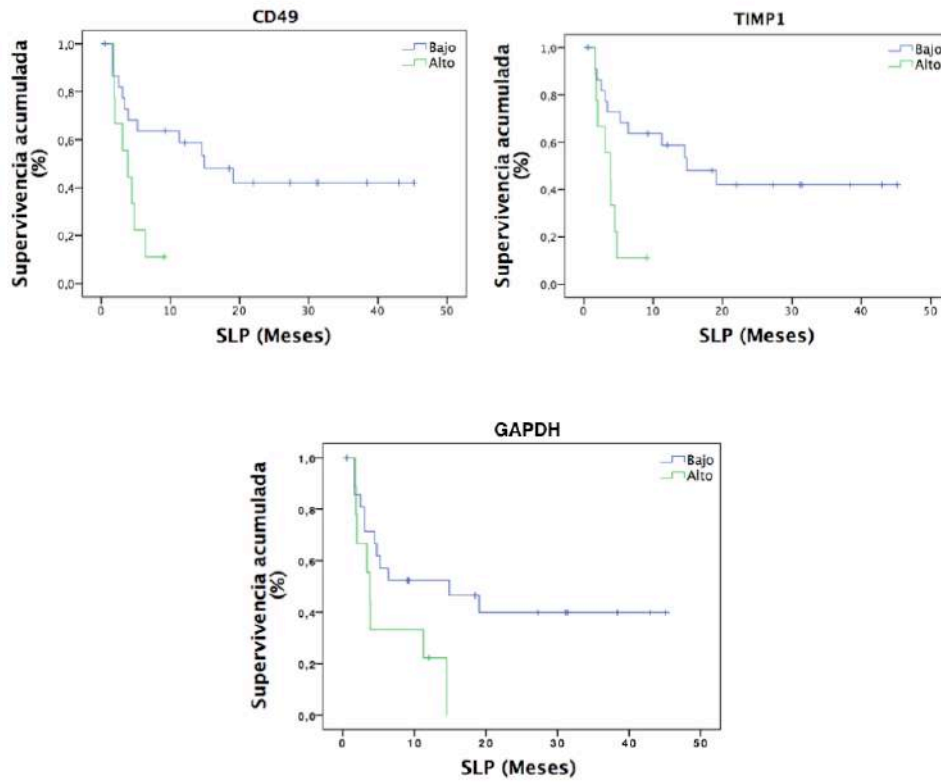 CD49
Bajo
Alto
Supervivencia acumulada
(%)
1,0
0,8
0,6
0,4
0,2
0,0
0
10
20
30
40
50
SLP (Meses)
TIMP1
Bajo
Alto
Supervivencia acumulada
(%)
1,0
0,8
0,6
0,4
0,2
0,0
0
10
20
30
40
50
SLP (Meses)
GAPDH
Bajo
Alto
Supervivencia acumulada
(%)
1,0
0,8
0,6
0,4
0,2
0,0
0
10
20
30
40
50
SLP (Meses)